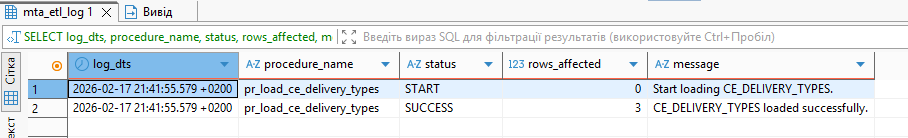 mta_etl_log 1
Вивід
SELECT log_dts, procedure_name, status, rows_affected, m
Введіть вираз SQL для фільтрації результатів (використовуйте Ctrl+Пробіл)
Сітка
log_dts
A-Z procedure_name
A-Z status
123 rows_affected
A-Z message
1 2026-02-17 21:41:55.579 +0200 pr_load_ce_delivery_types START 0 Start loading CE_DELIVERY_TYPES.
2 2026-02-17 21:41:55.579 +0200 pr_load_ce_delivery_types SUCCESS 3 CE_DELIVERY_TYPES loaded successfully.